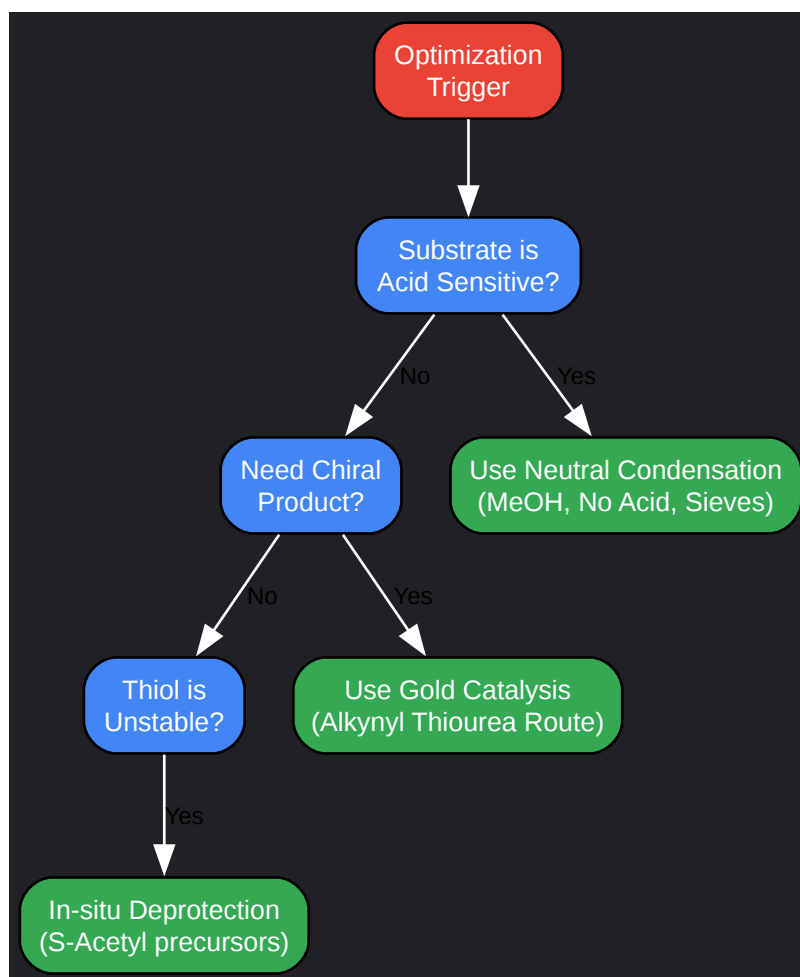 Optimization
Trigger
Substrate is
Acid Sensitive?
No
Yes
Need Chiral
Product?
Use Neutral Condensation
(MeOH, No Acid, Sieves)
No
Yes
Thiol is
Unstable?
Use Gold Catalysis
(Alkynyl Thiourea Route)
Yes
In-situ Deprotection
(S-Acetyl precursors)